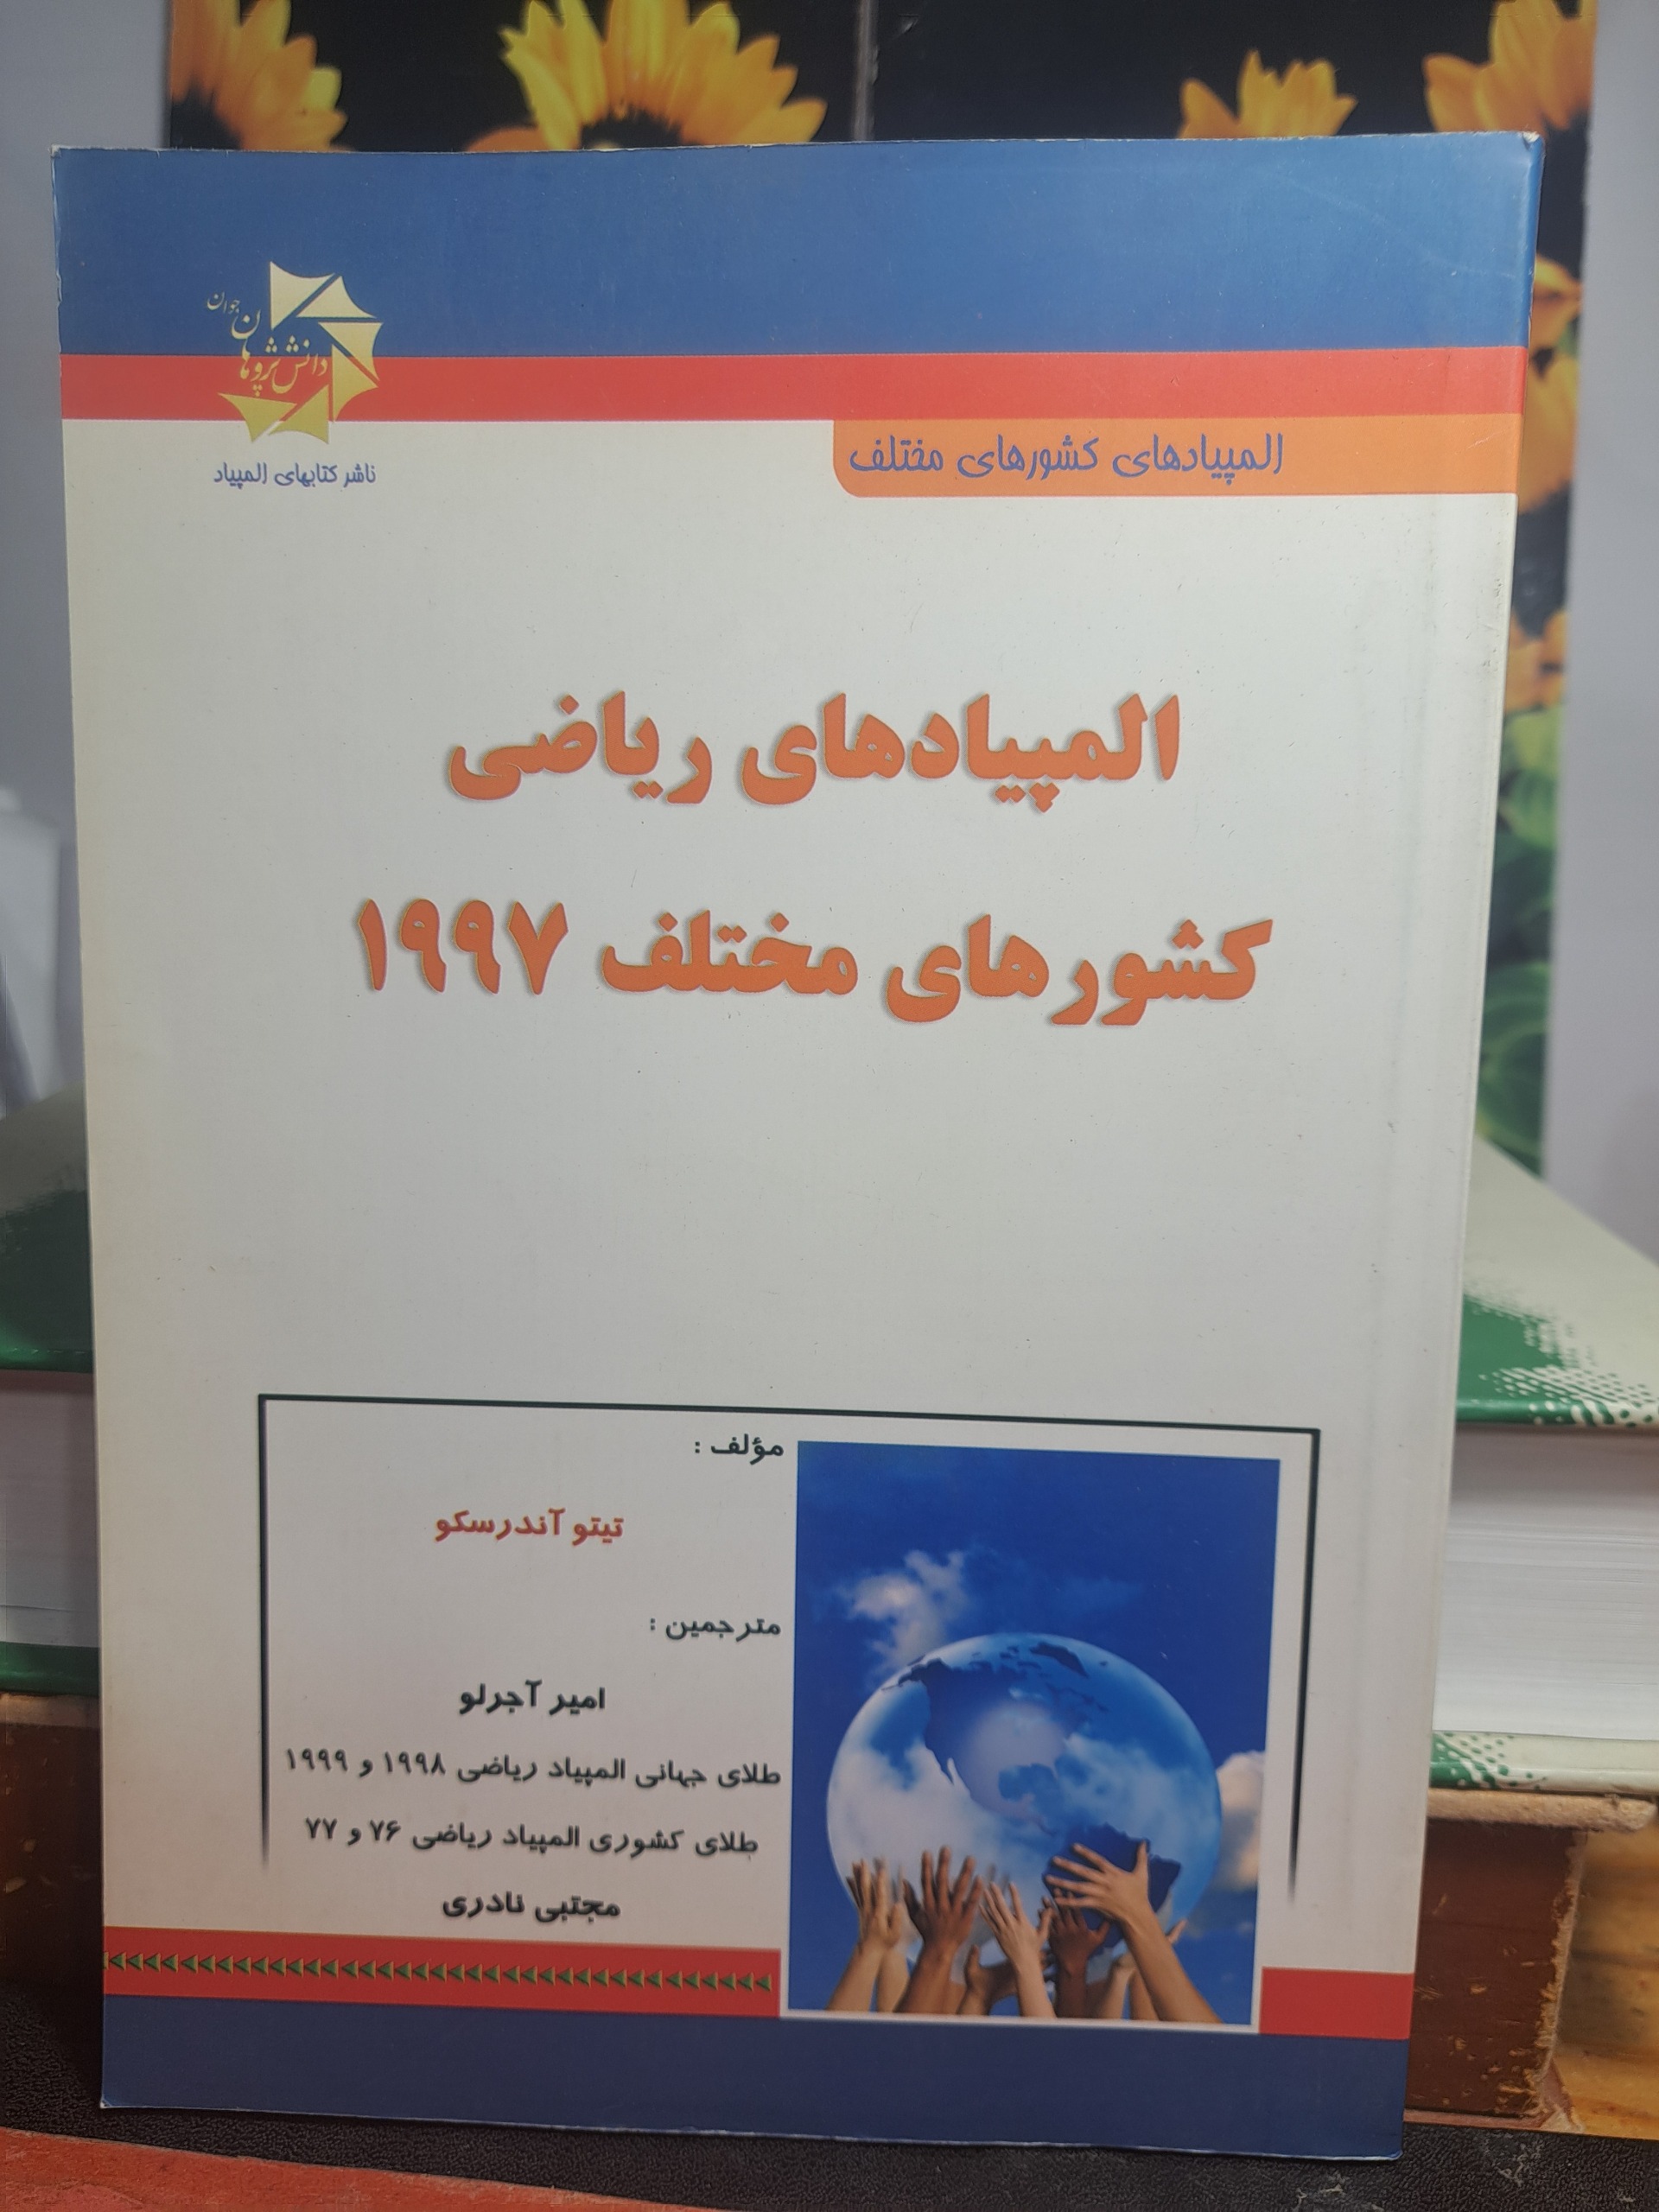 دانش پژوهان جوان
ناشر کتابهای المپیاد
المپیادهای کشورهای مختلف
المپیادهای ریاضی
کشورهای مختلف ۱۹۹۷
مؤلف :
تیتو آندرسکو
مترجمین :
امیر آجرلو
طلای جهانی المپیاد ریاضی ۱۹۹۸ و ۱۹۹۹
طلای کشوری المپیاد ریاضی ۷۶ و ۷۷
مجتبی نادری